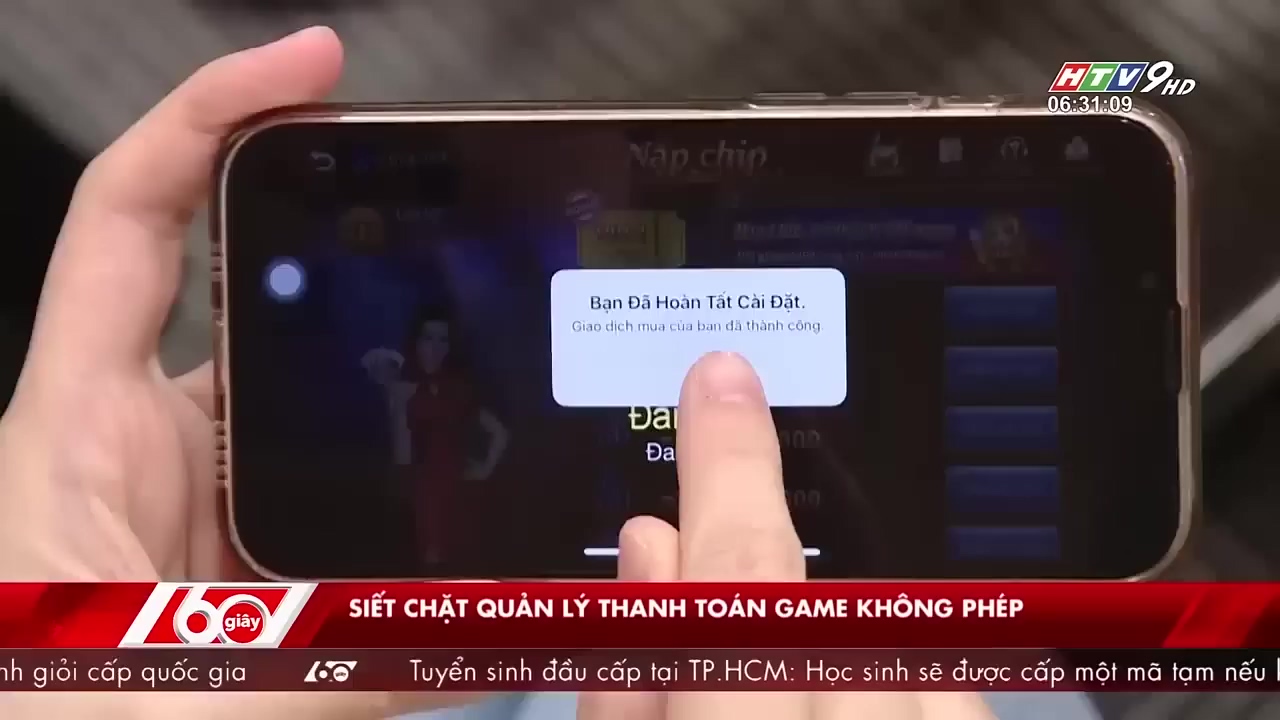 HTV9 HD
06:31:09
Nạp chip
Bạn Đã Hoàn Tất Cài Đặt.
Giao dịch mua của bạn đã thành công.
Đa
60 giây
SIẾT CHẶT QUẢN LÝ THANH TOÁN GAME KHÔNG PHÉP
nh giỏi cấp quốc gia
60 giây
Tuyển sinh đầu cấp tại TP.HCM: Học sinh sẽ được cấp một mã tạm nếu